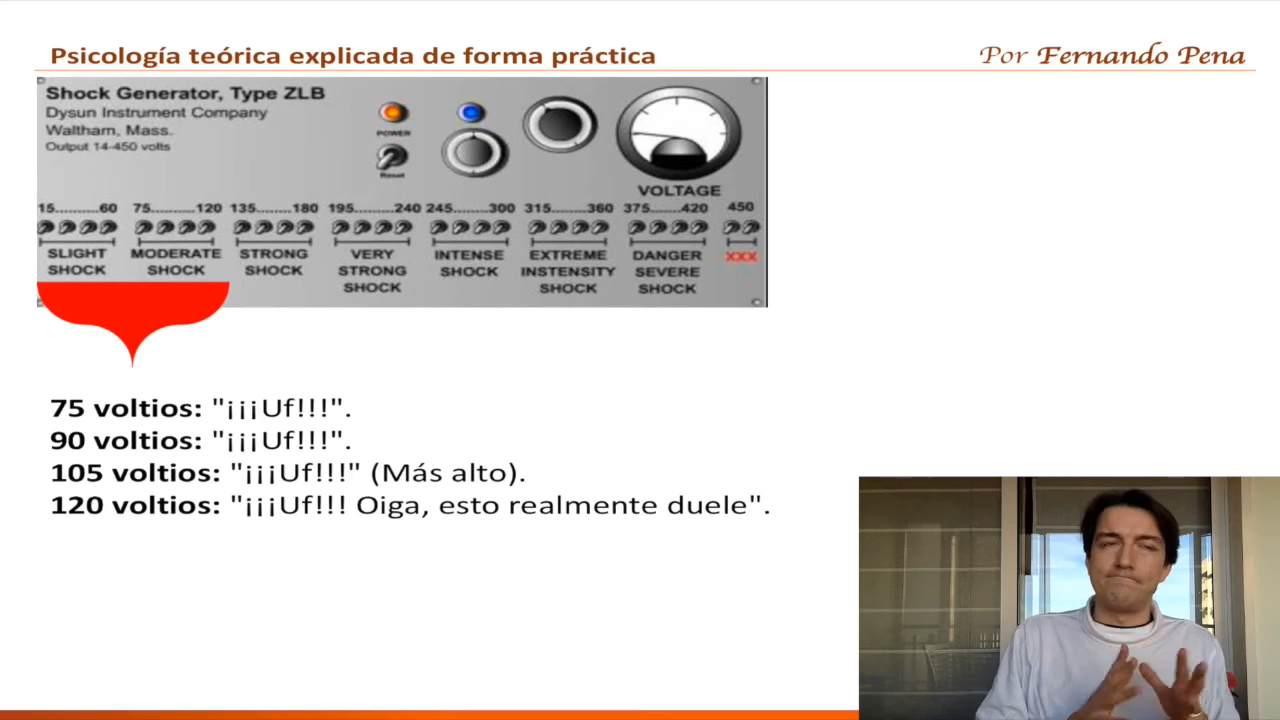 Psicología teórica explicada de forma práctica
Por Fernando Pena
Shock Generator, Type ZLB
Dysun Instrument Company
Waltham, Mass.
Output 14-450 volts
POWER
Reset
VOLTAGE
15..........60 75..........120 135..........180 195..........240 245..........300 315..........360 375..........420 450
SLIGHT SHOCK
MODERATE SHOCK
STRONG SHOCK
VERY STRONG SHOCK
INTENSE SHOCK
EXTREME INSTENSITY SHOCK
DANGER SEVERE SHOCK
XXX
75 voltios: "¡¡¡Uf!!!".
90 voltios: "¡¡¡Uf!!!".
105 voltios: "¡¡¡Uf!!!" (Más alto).
120 voltios: "¡¡¡Uf!!! Oiga, esto realmente duele".